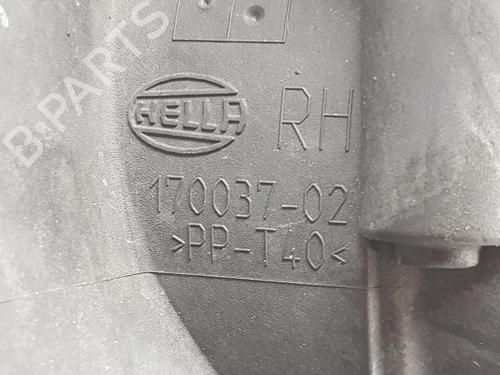 HELLA RH
170037-02
>PP-T40<
B-PARTS